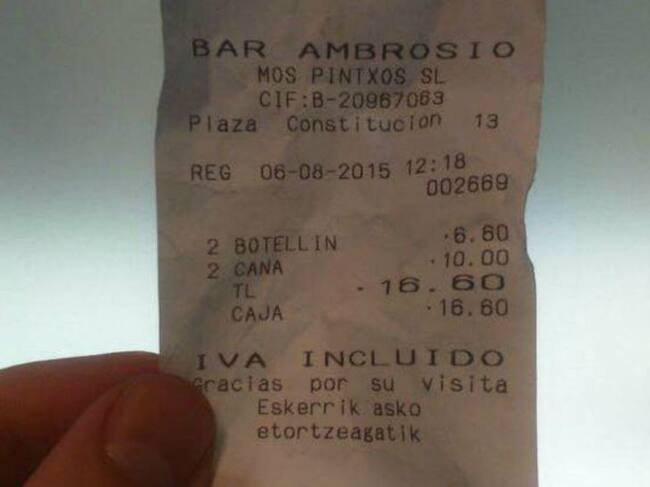 BAR AMBROSIO
MOS PINTXOS SL
CIF:B-20967063
Plaza Constitucion 13
REG 06-08-2015 12:18
002669
2 BOTELLIN ·6.60
2 CANA ·10.00
TL ·16.60
CAJA ·16.60
IVA INCLUIDO
Gracias por su visita
Eskerrik asko
etortzeagatik